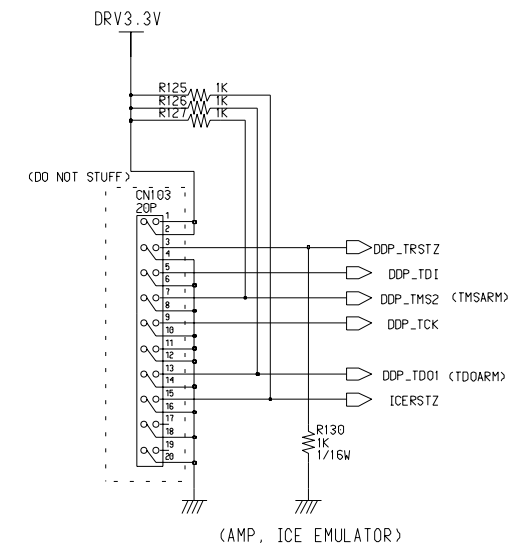 DRV3.3V
R125 1K
R126 1K
R127 1K
(DO NOT STUFF)
CN103
20P
1
2
3
4
DDP_TRSTZ
5
DDP_TDI
6
7
DDP_TMS2 (TMSARM)
8
9
DDP_TCK
10
11
12
13
DDP_TDO1 (TDOARM)
14
15
ICERSTZ
16
17
18
19
20
R130
1K
1/16W
(AMP, ICE EMULATOR)